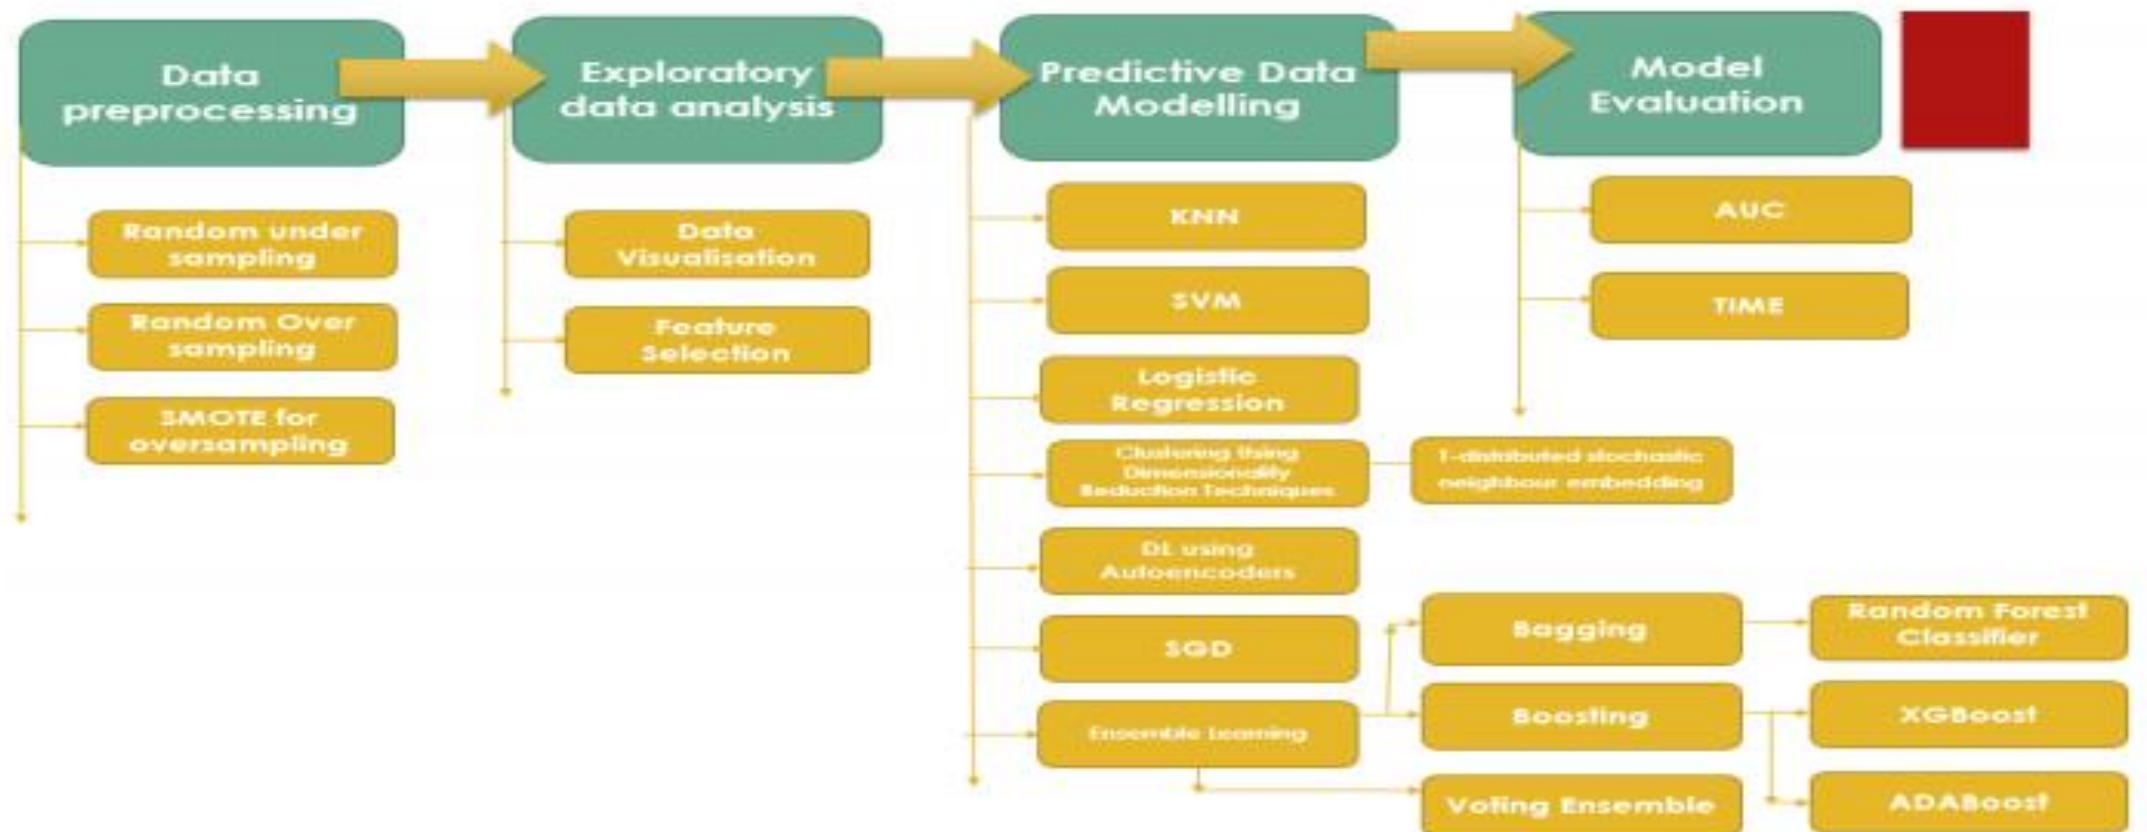 Data
preprocessing
Exploratory
data analysis
Predictive Data
Modelling
Model
Evaluation
Random under
sampling
Random Over
sampling
SMOTE for
oversampling
Data
Visualisation
Feature
Selection
KNN
SVM
Logistic
Regression
Clustering Using
Dimensionality
Reduction Techniques
T-distributed stochastic
neighbour embedding
DL using
Autoencoders
SGD
Ensemble Learning
Bagging
Random Forest
Classifier
Boosting
XGBoost
ADABoost
Voting Ensemble
AUC
TIME